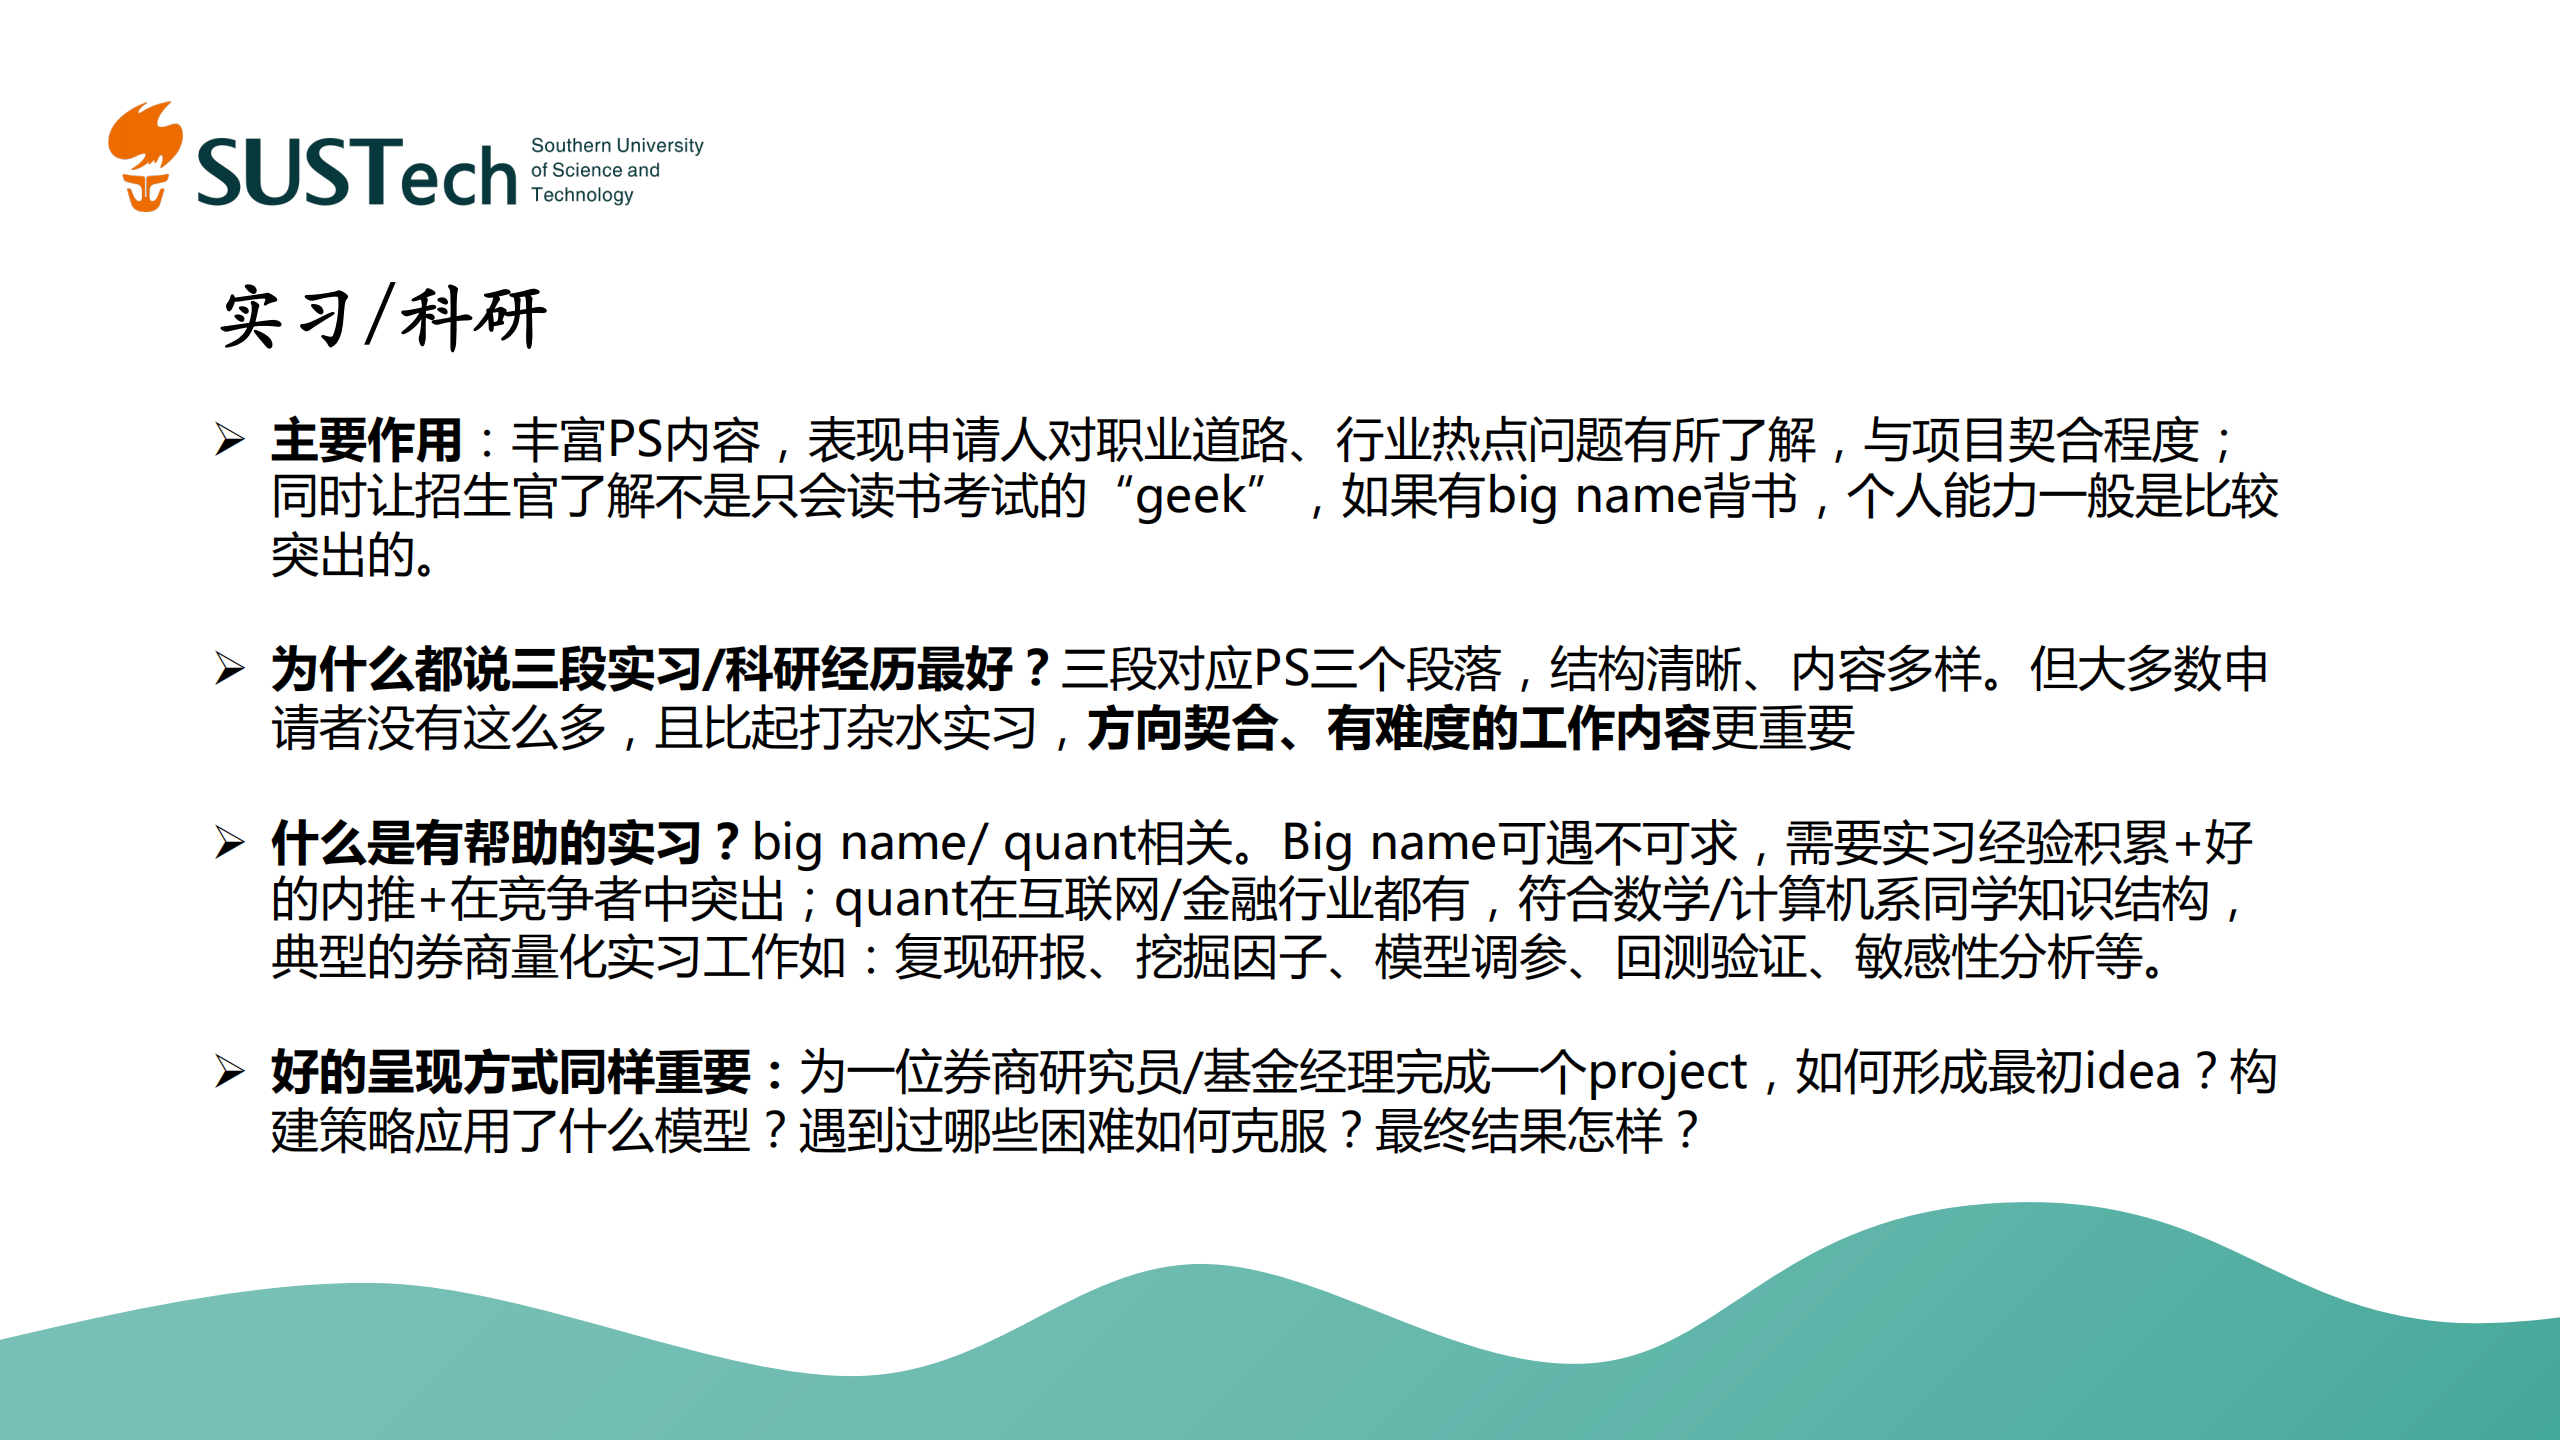 SUSTech
Southern University
of Science and
Technology
实习/科研
主要作用：丰富PS内容，表现申请人对职业道路、行业热点问题有所了解，与项目契合程度；
同时让招生官了解不是只会读书考试的“geek”，如果有big name背书，个人能力一般是比较
突出的。
为什么都说三段实习/科研经历最好？三段对应PS三个段落，结构清晰、内容多样。但大多数申
请者没有这么多，且比起打杂水实习，方向契合、有难度的工作内容更重要
什么是有帮助的实习？big name/ quant相关。Big name可遇不可求，需要实习经验积累+好
的内推+在竞争者中突出；quant在互联网/金融行业都有，符合数学/计算机系同学知识结构，
典型的券商量化实习工作如：复现研报、挖掘因子、模型调参、回测验证、敏感性分析等。
好的呈现方式同样重要：为一位券商研究员/基金经理完成一个project，如何形成最初idea？构
建策略应用了什么模型？遇到过哪些困难如何克服？最终结果怎样？